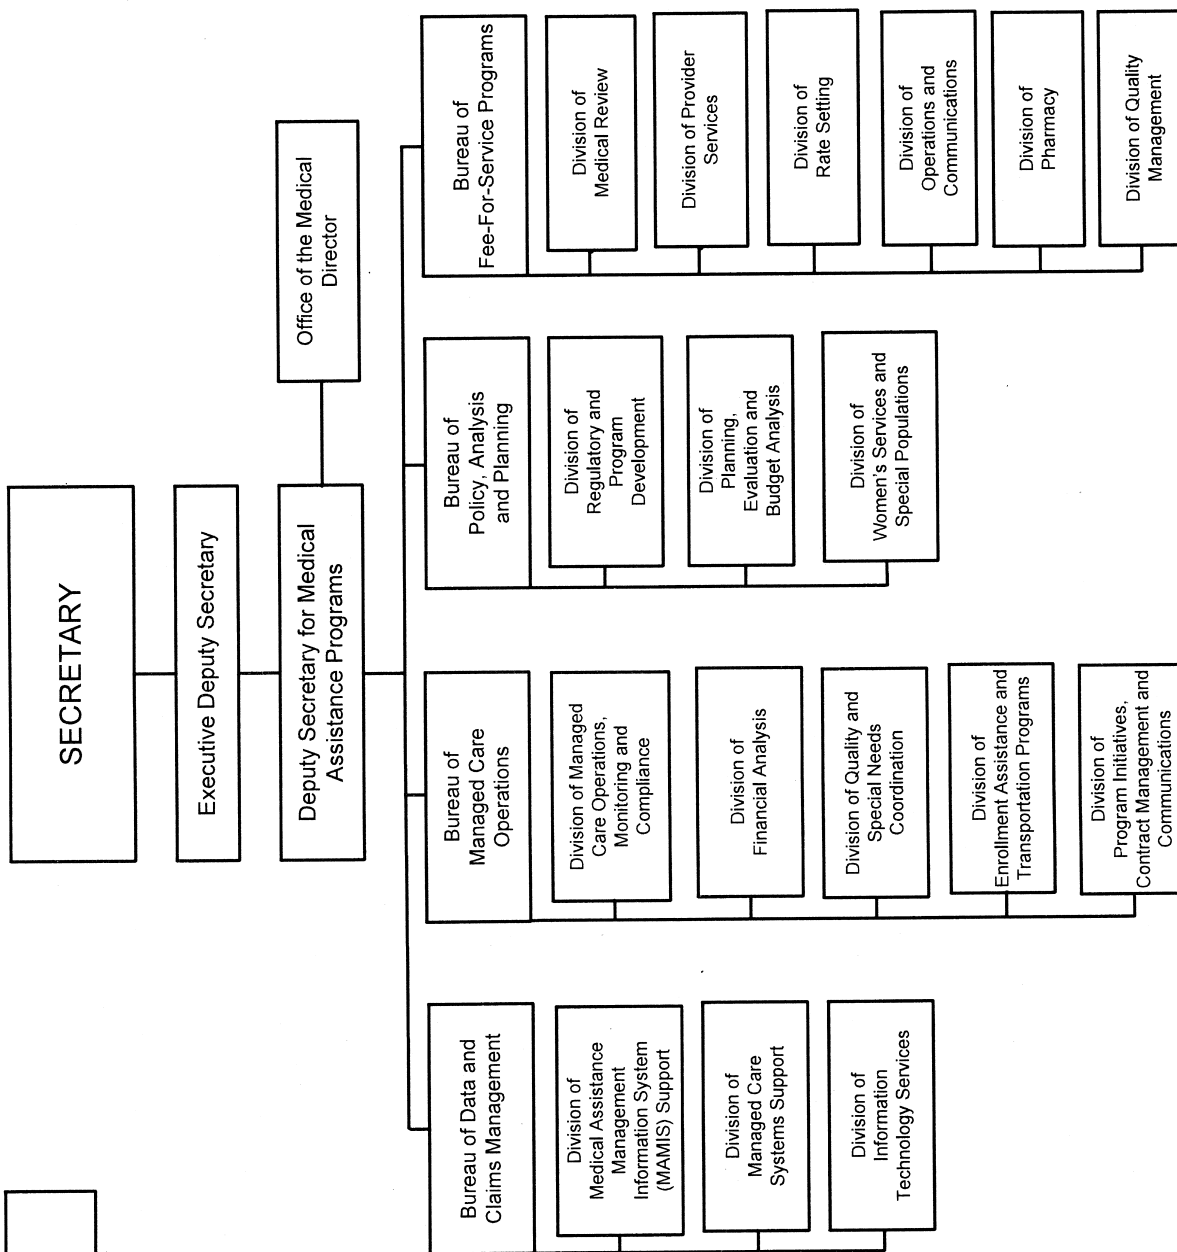 SECRETARY
Executive Deputy Secretary
Deputy Secretary for Medical
Assistance Programs
Office of the Medical
Director
Bureau of Data and
Claims Management
Division of
Medical Assistance
Management
Information System
(MAMIS) Support
Division of
Managed Care
Systems Support
Division of
Information
Technology Services
Bureau of
Managed Care
Operations
Division of Managed
Care Operations,
Monitoring and
Compliance
Division of
Financial Analysis
Division of Quality and
Special Needs
Coordination
Division of
Enrollment Assistance and
Transportation Programs
Division of
Program Initiatives,
Contract Management and
Communications
Bureau of
Policy, Analysis
and Planning
Division of
Regulatory and
Program
Development
Division of
Planning,
Evaluation and
Budget Analysis
Division of
Women's Services and
Special Populations
Bureau of
Fee-For-Service Programs
Division of
Medical Review
Division of Provider
Services
Division of
Rate Setting
Division of
Operations and
Communications
Division of
Pharmacy
Division of Quality
Management